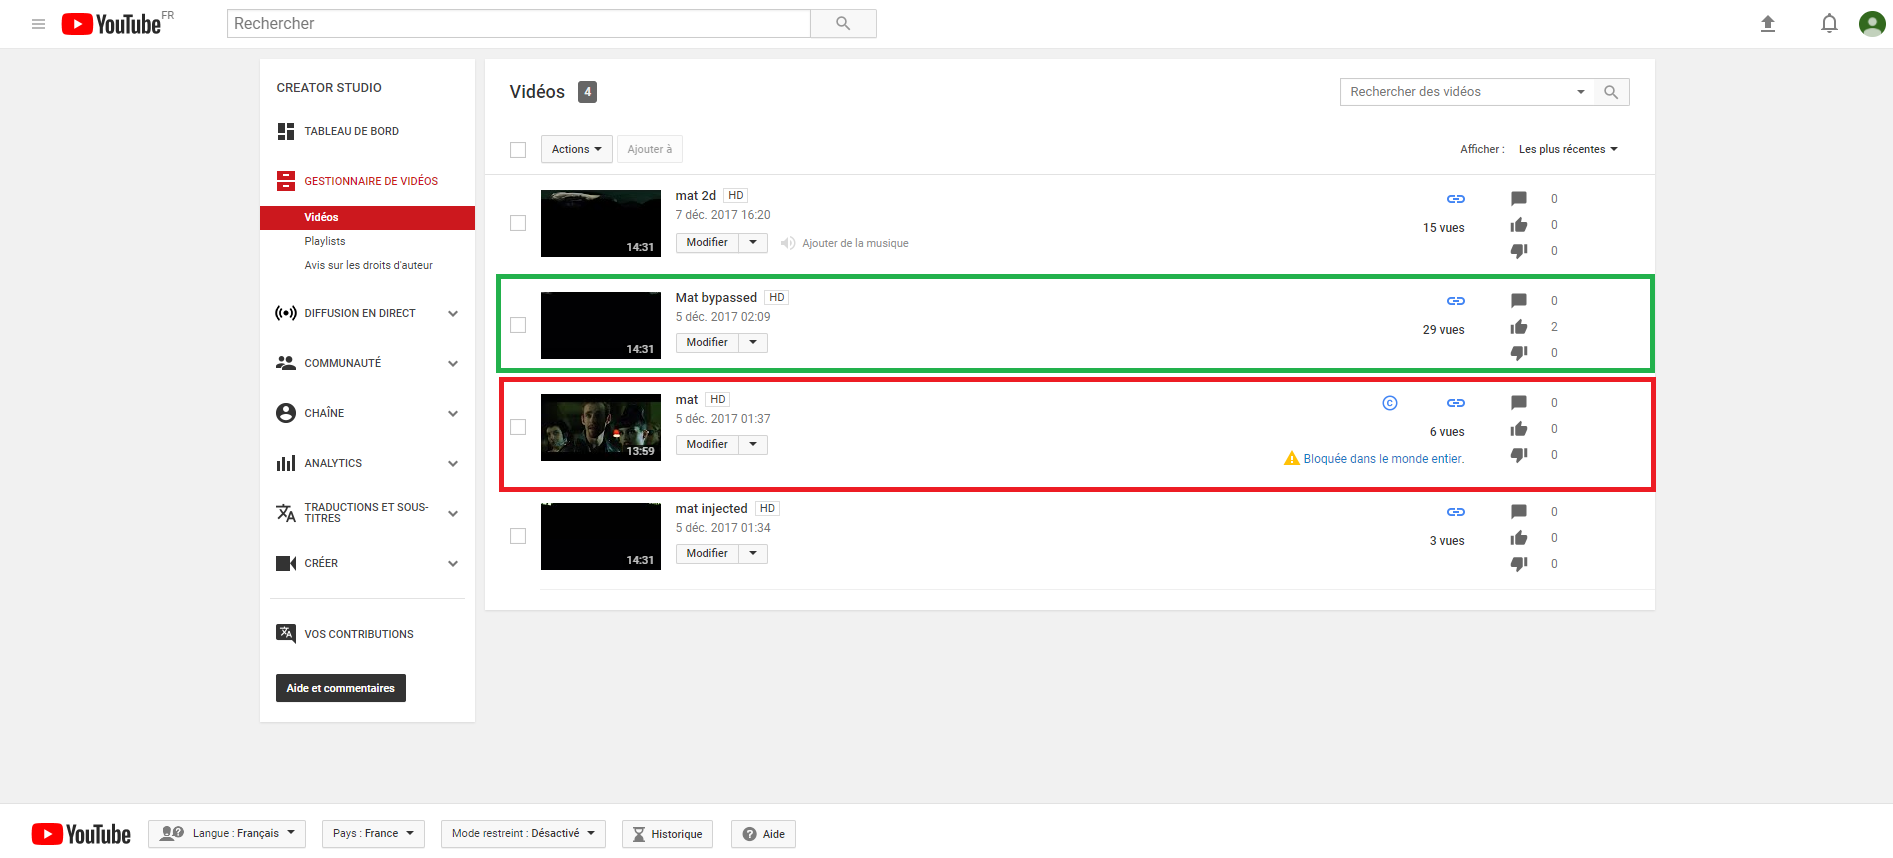 YouTube FR
Rechercher
CREATOR STUDIO
TABLEAU DE BORD
GESTIONNAIRE DE VIDÉOS
Vidéos
Playlists
Avis sur les droits d'auteur
DIFFUSION EN DIRECT
COMMUNAUTÉ
CHAÎNE
ANALYTICS
TRADUCTIONS ET SOUS-
TITRES
CRÉER
VOS CONTRIBUTIONS
Aide et commentaires
Vidéos 4
Rechercher des vidéos
Actions Ajouter à
Afficher : Les plus récentes
mat 2d HD
0
7 déc. 2017 16:20
15 vues 0
14:31 Modifier Ajouter de la musique
0
Mat bypassed HD
0
5 déc. 2017 02:09
29 vues 2
14:31 Modifier
0
mat HD
0
5 déc. 2017 01:37
6 vues 0
13:59 Modifier
Bloquée dans le monde entier. 0
mat injected HD
0
5 déc. 2017 01:34
3 vues 0
14:31 Modifier
0
YouTube Langue : Français Pays : France Mode restreint : Désactivé Historique Aide